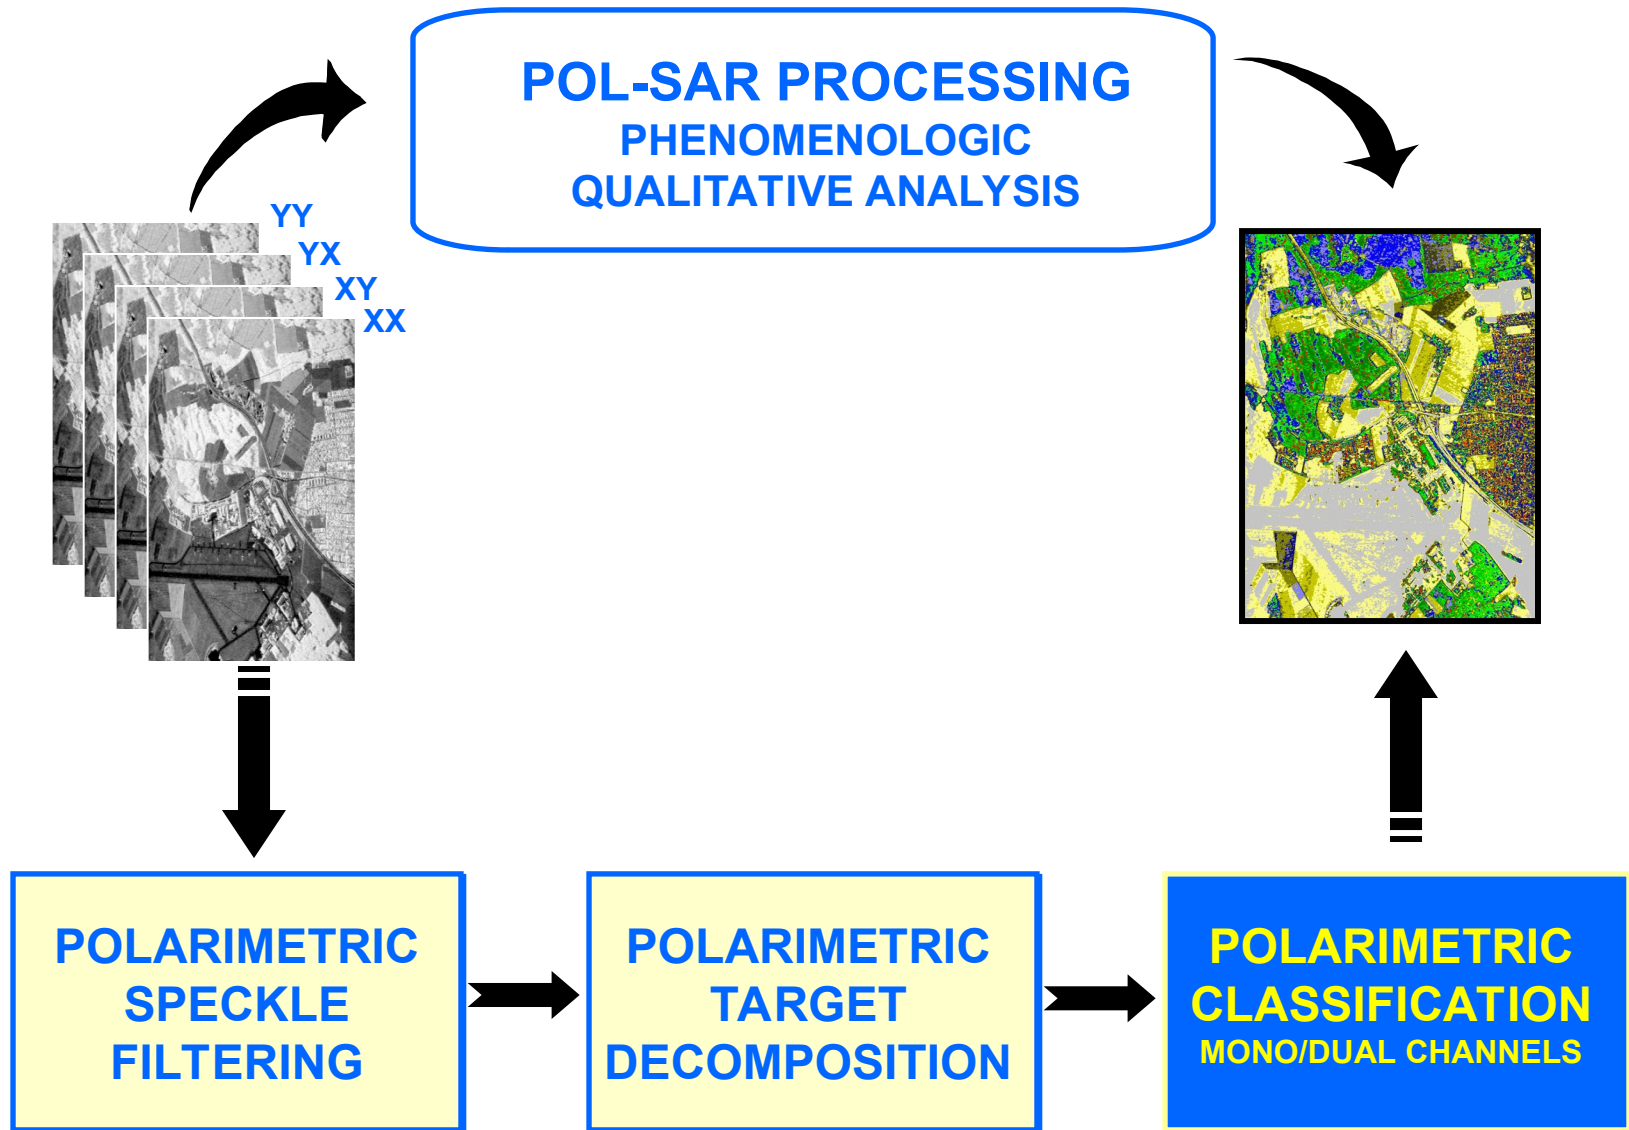 POL-SAR PROCESSING
PHENOMENOLOGIC
QUALITATIVE ANALYSIS
YY
YX
XY
XX
POLARIMETRIC
SPECKLE
FILTERING
POLARIMETRIC
TARGET
DECOMPOSITION
POLARIMETRIC
CLASSIFICATION
MONO/DUAL CHANNELS